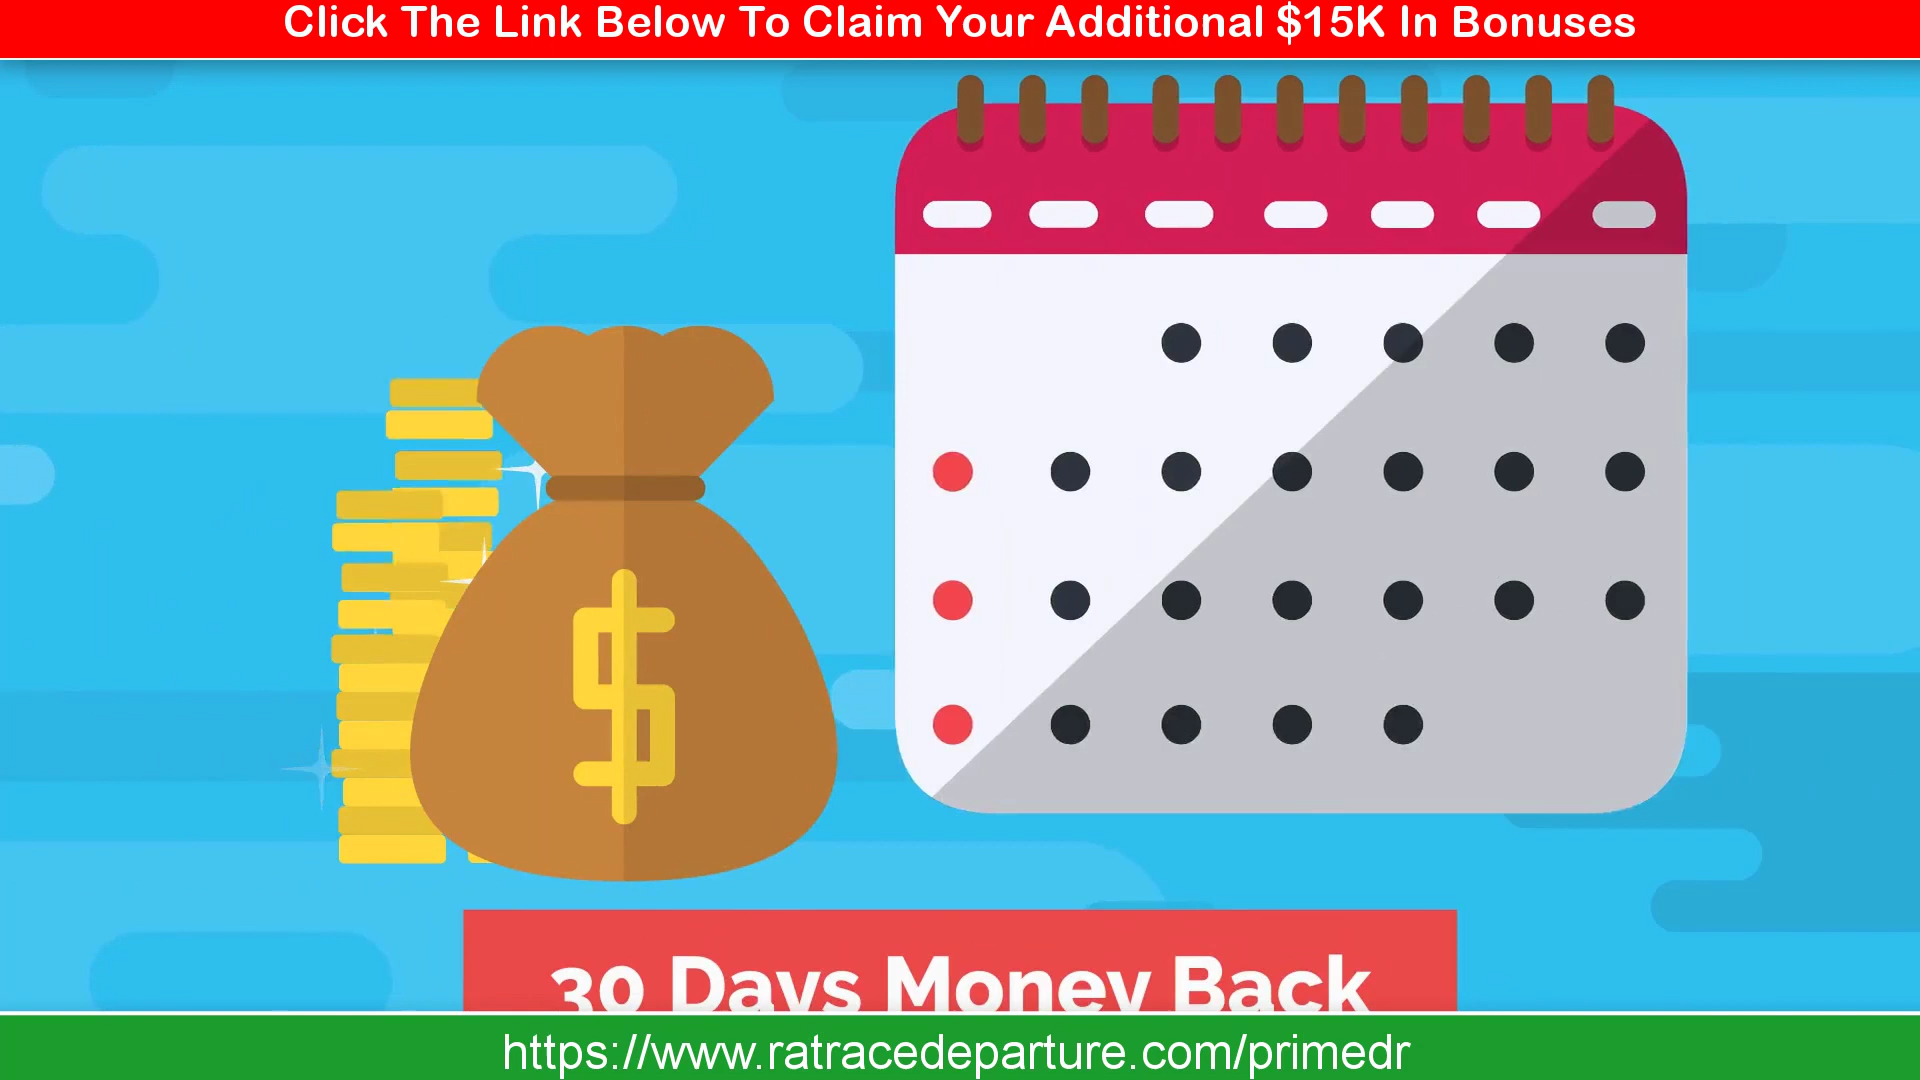 Click The Link Below To Claim Your Additional $15K In Bonuses
$
30 Days Money Back
https://www.ratracedeparture.com/primedr